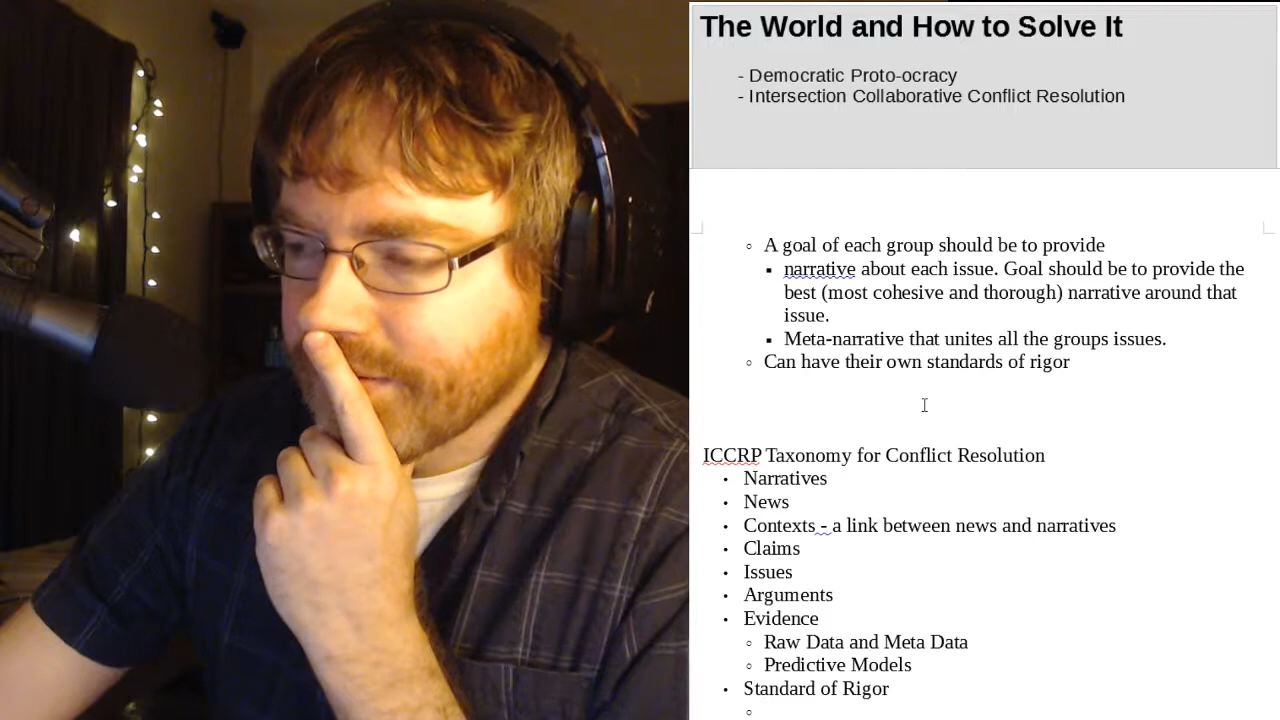 The World and How to Solve It
- Democratic Proto-ocracy
- Intersection Collaborative Conflict Resolution
◦ A goal of each group should be to provide
▪ narrative about each issue. Goal should be to provide the
best (most cohesive and thorough) narrative around that
issue.
▪ Meta-narrative that unites all the groups issues.
◦ Can have their own standards of rigor
ICCRP Taxonomy for Conflict Resolution
• Narratives
• News
• Contexts - a link between news and narratives
• Claims
• Issues
• Arguments
• Evidence
◦ Raw Data and Meta Data
◦ Predictive Models
• Standard of Rigor
◦